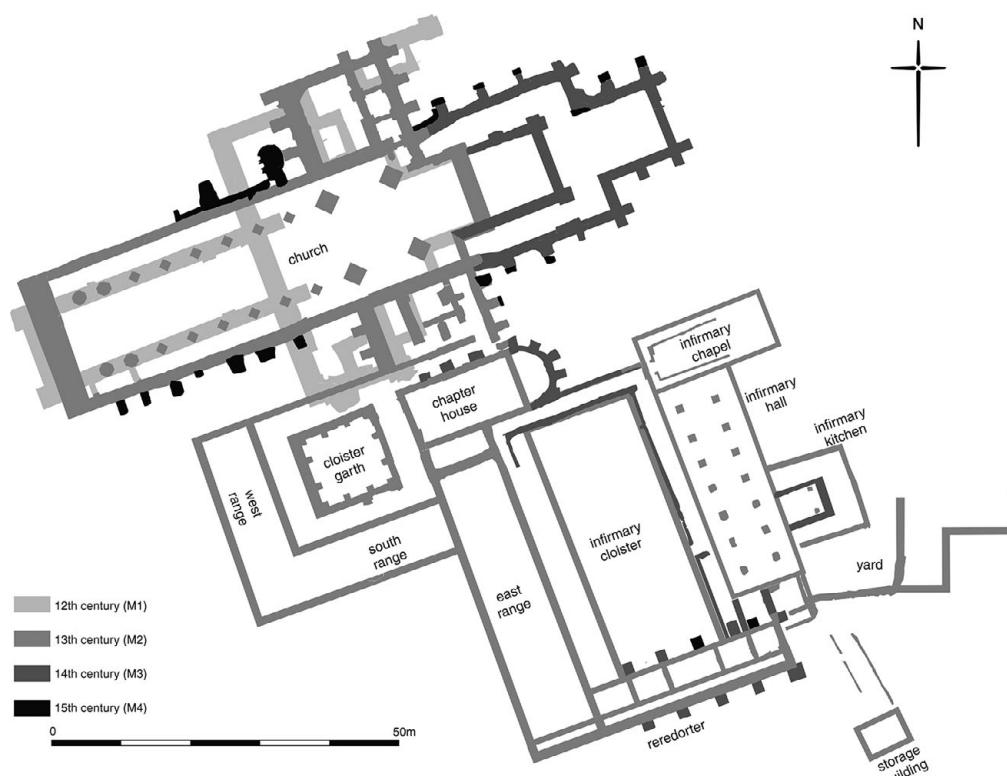 N
church
infirmary
chapel
infirmary
hall
infirmary
kitchen
chapter
house
cloister
garth
west
range
south
range
infirmary
cloister
east
range
yard
reredorter
storage
building
12th century (M1)
13th century (M2)
14th century (M3)
15th century (M4)
0
50m